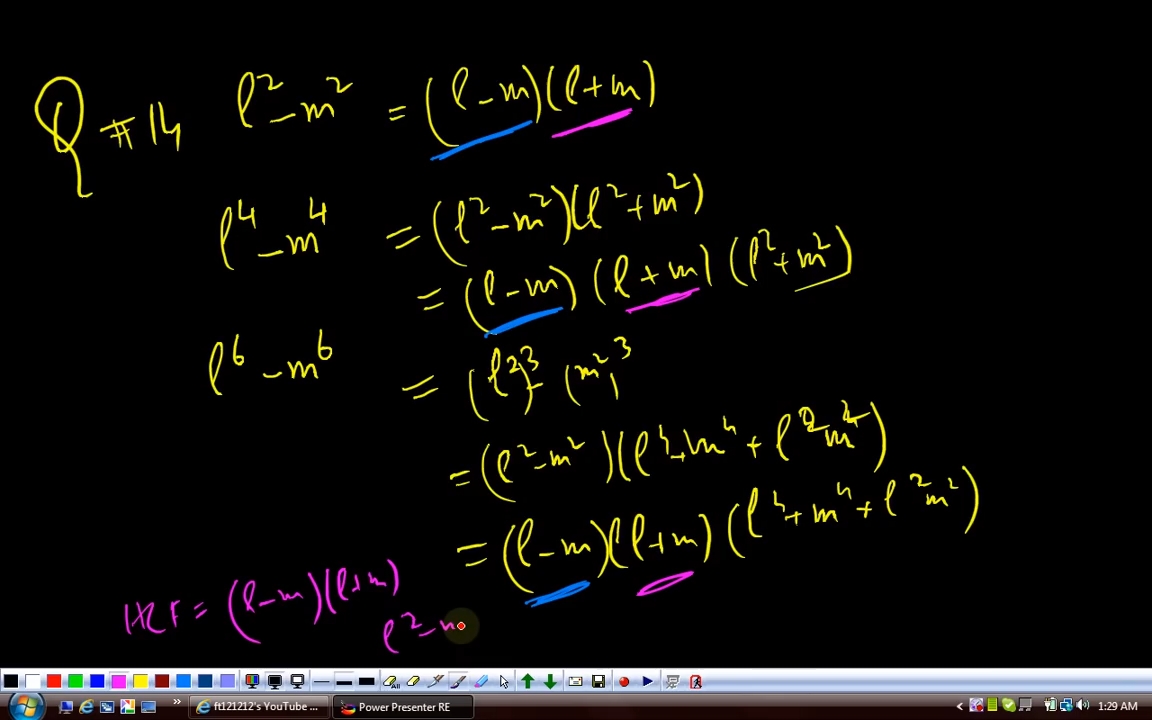 Q #14 l² - m² = (l - m)(l + m)
l⁴ - m⁴ = (l² - m²)(l² + m²)
= (l - m) (l + m) (l² + m²)
l⁶ - m⁶ = (l²)³ - (m²)³
= (l² - m²)(l⁴ + m⁴ + l²m²)
= (l - m)(l + m)(l⁴ + m⁴ + l²m²)
HCF = (l - m)(l + m)
l² - m
ft121212's YouTube ... Power Presenter RE 1:29 AM